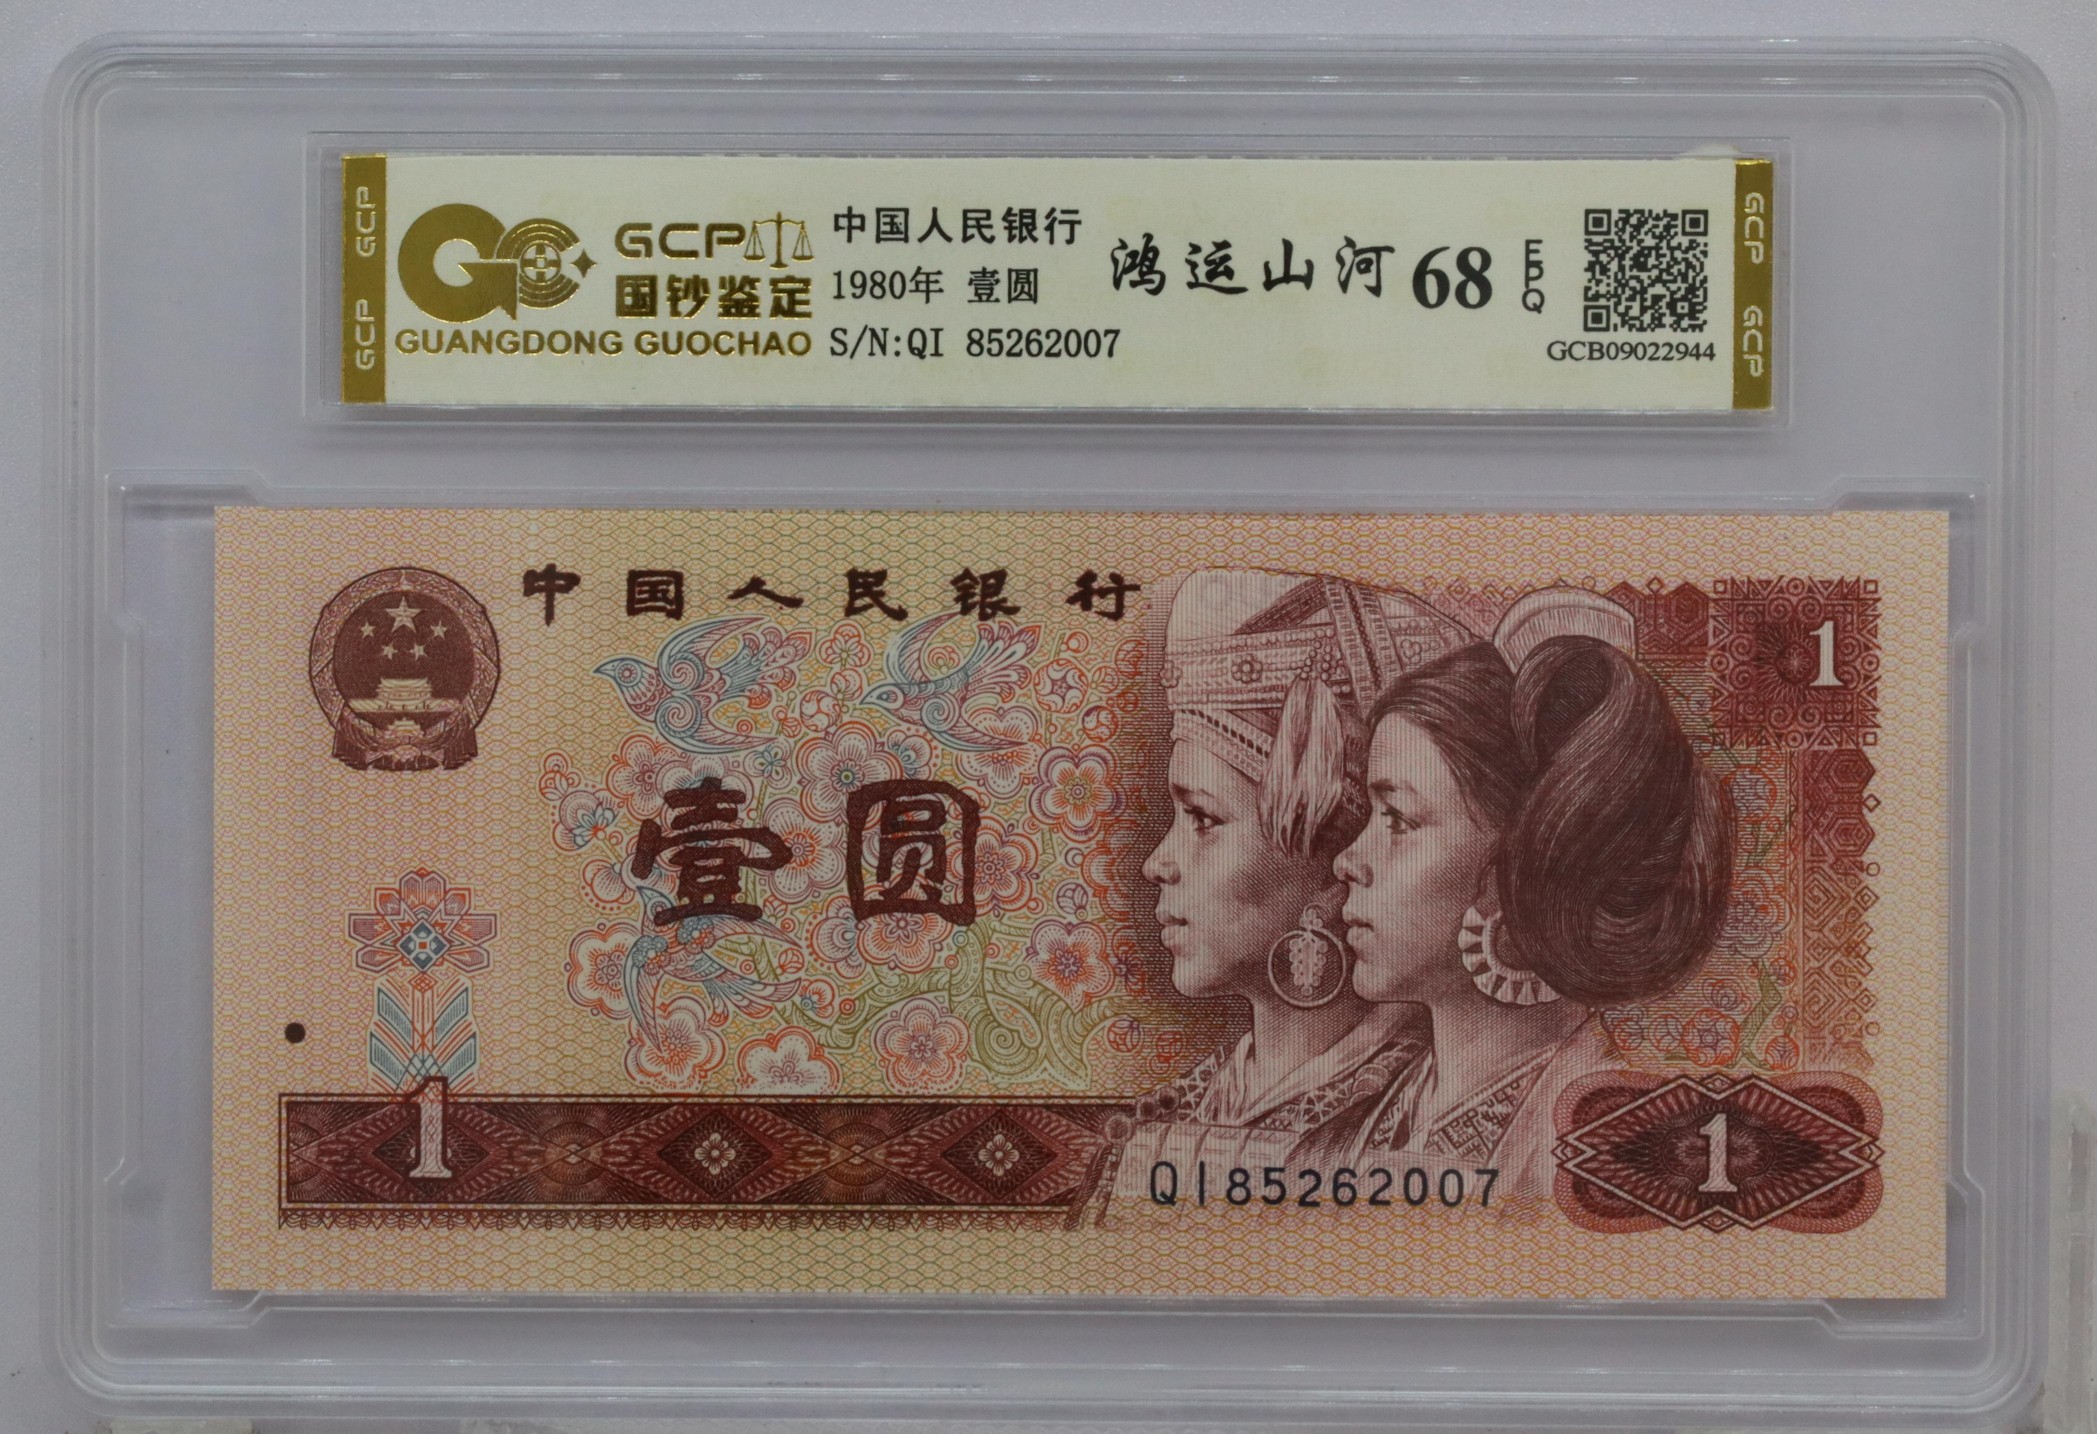 GCP GCP
GCP
国钞鉴定
GUANGDONG GUOCHAO
中国人民银行
1980年 壹圆
S/N:QI 85262007
鸿运山河 68 EPQ
GCB09022944
GCP GCP
中国人民银行
1
壹圆
1
QI85262007
1